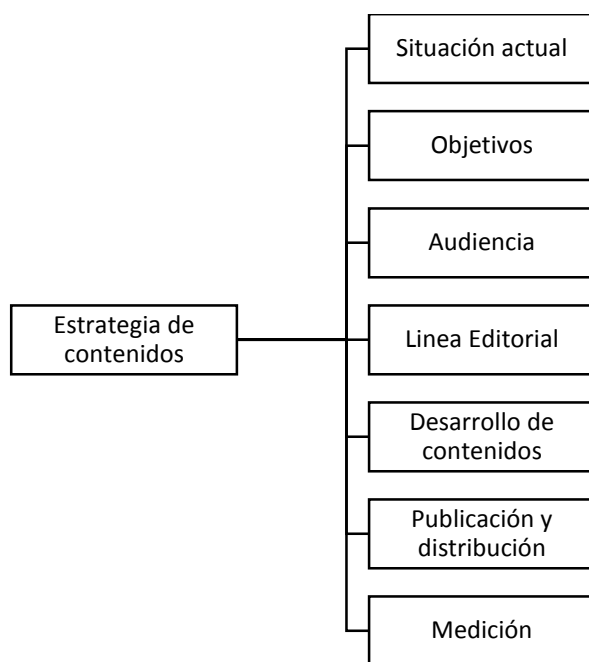 Situación actual
Objetivos
Audiencia
Estrategia de
contenidos
Linea Editorial
Desarrollo de
contenidos
Publicación y
distribución
Medición